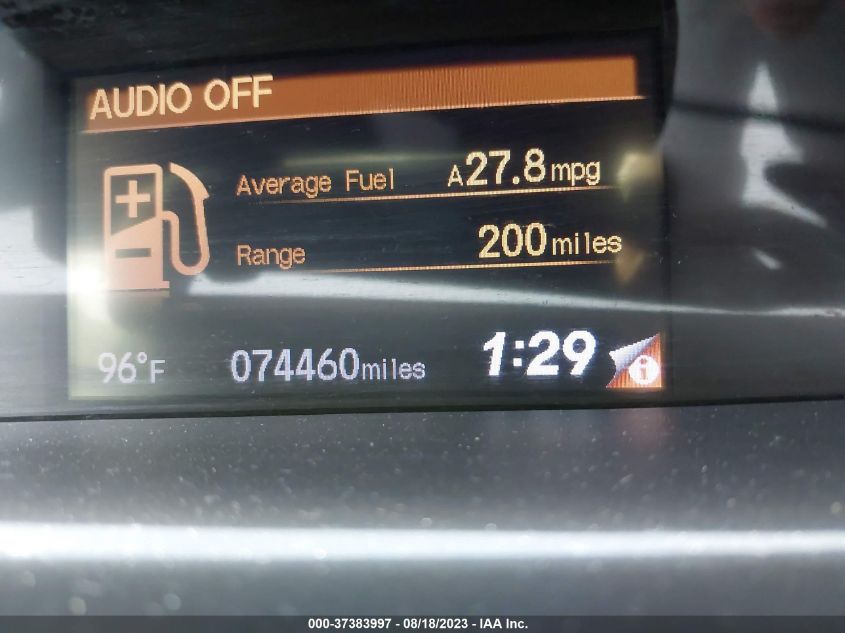 AUDIO OFF
Average Fuel A27.8mpg
Range 200miles
96°F 074460miles 1:29 i
000-37383997 - 08/18/2023 - IAA Inc.